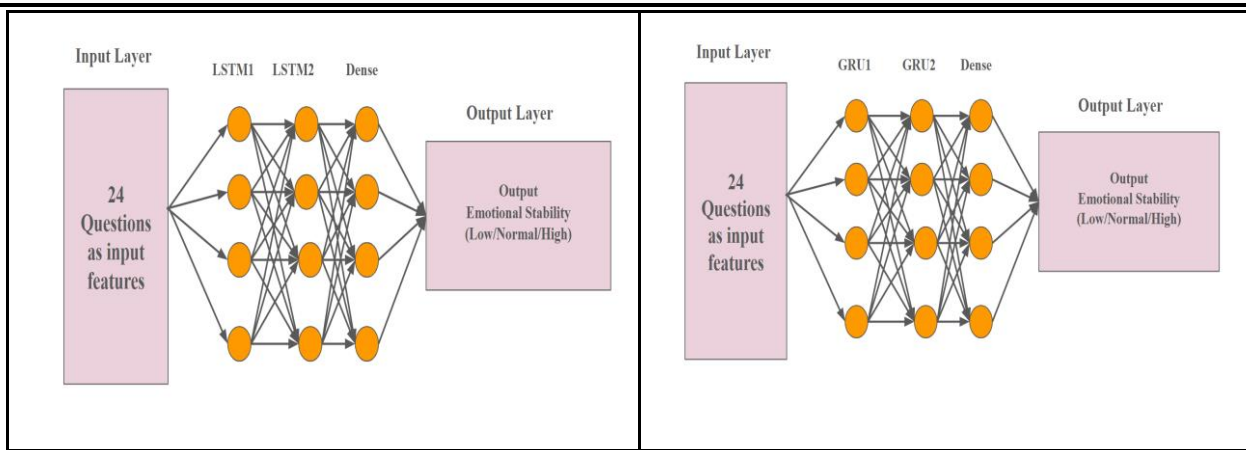 Input Layer
LSTM1 LSTM2 Dense
24
Questions
as input
features
Output Layer
Output
Emotional Stability
(Low/Normal/High)
Input Layer
GRU1 GRU2 Dense
24
Questions
as input
features
Output Layer
Output
Emotional Stability
(Low/Normal/High)